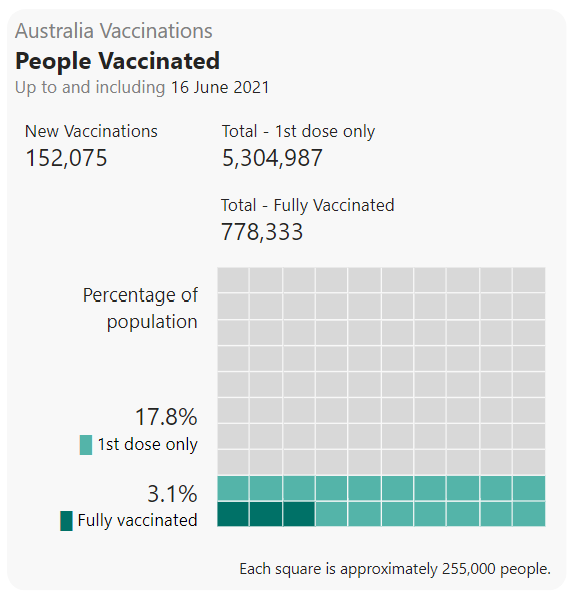 Australia Vaccinations
People Vaccinated
Up to and including 16 June 2021
New Vaccinations
152,075
Total - 1st dose only
5,304,987
Total - Fully Vaccinated
778,333
Percentage of
population
17.8%
1st dose only
3.1%
Fully vaccinated
Each square is approximately 255,000 people.